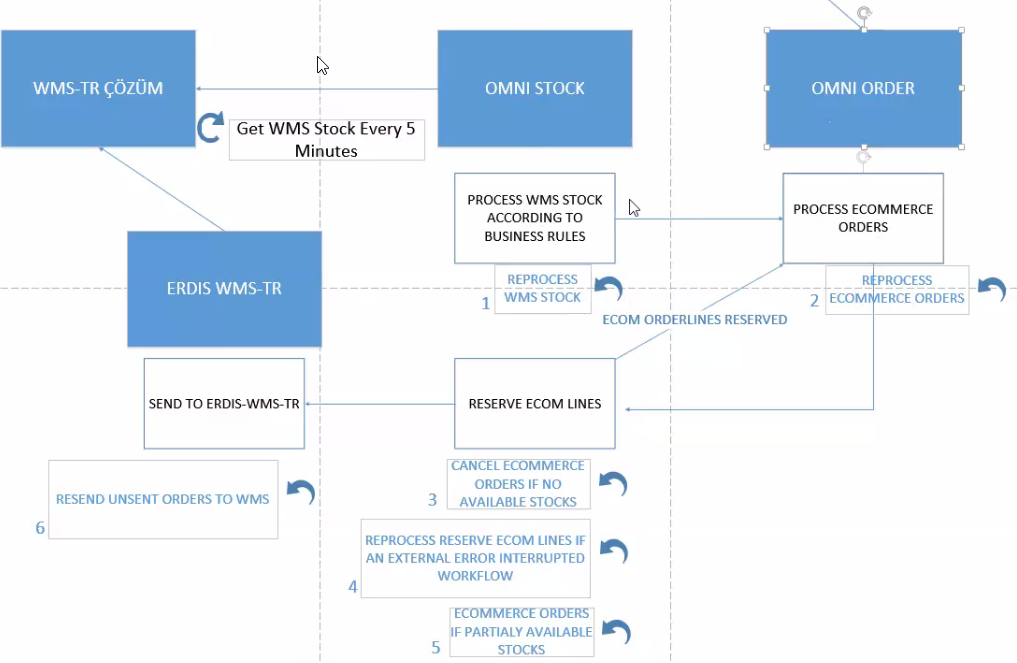 WMS-TR ÇÖZÜM
OMNI STOCK
OMNI ORDER
Get WMS Stock Every 5
Minutes
PROCESS WMS STOCK
ACCORDING TO
BUSINESS RULES
PROCESS ECOMMERCE
ORDERS
ERDIS WMS-TR
1
REPROCESS
WMS STOCK
2
REPROCESS
ECOMMERCE ORDERS
ECOM ORDERLINES RESERVED
SEND TO ERDIS-WMS-TR
RESERVE ECOM LINES
6
RESEND UNSENT ORDERS TO WMS
3
CANCEL ECOMMERCE
ORDERS IF NO
AVAILABLE STOCKS
4
REPROCESS RESERVE ECOM LINES IF
AN EXTERNAL ERROR INTERRUPTED
WORKFLOW
5
ECOMMERCE ORDERS
IF PARTIALY AVAILABLE
STOCKS